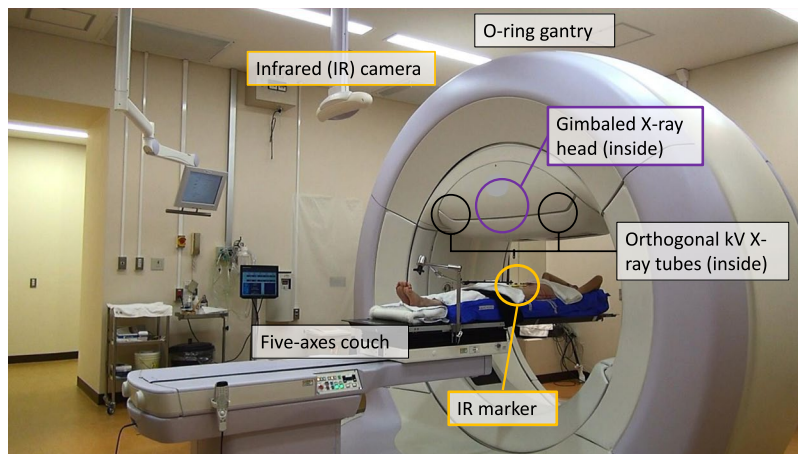 O-ring gantry
Infrared (IR) camera
Gimbaled X-ray
head (inside)
Orthogonal kV X-
ray tubes (inside)
Five-axes couch
IR marker